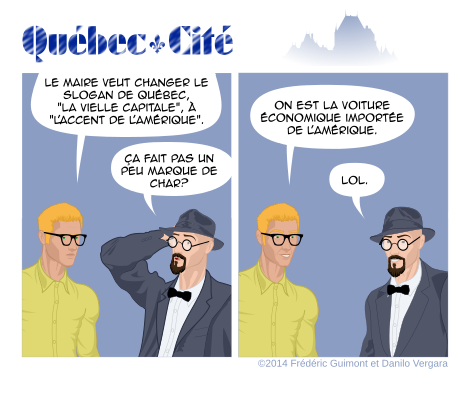 Québec Cité
LE MAIRE VEUT CHANGER LE
SLOGAN DE QUÉBEC,
"LA VIELLE CAPITALE", À
"L'ACCENT DE L'AMÉRIQUE".
ÇA FAIT PAS UN
PEU MARQUE DE
CHAR?
ON EST LA VOITURE
ÉCONOMIQUE IMPORTÉE
DE L'AMÉRIQUE.
LOL.
©2014 Frédéric Guimont et Danilo Vergara